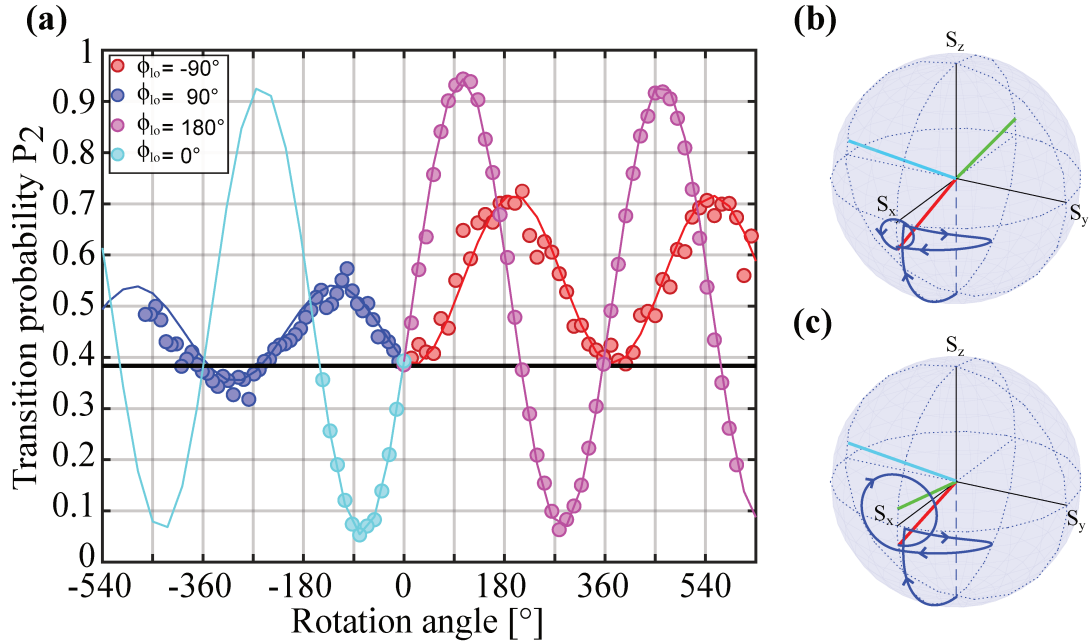 (a)
Transition probability P2
1
0.9
0.8
0.7
0.6
0.5
0.4
0.3
0.2
0.1
0
ϕlo = -90°
ϕlo = 90°
ϕlo = 180°
ϕlo = 0°
-540
-360
-180
0
180
360
540
Rotation angle [°]
(b)
Sz
Sx
Sy
(c)
Sz
Sx
Sy